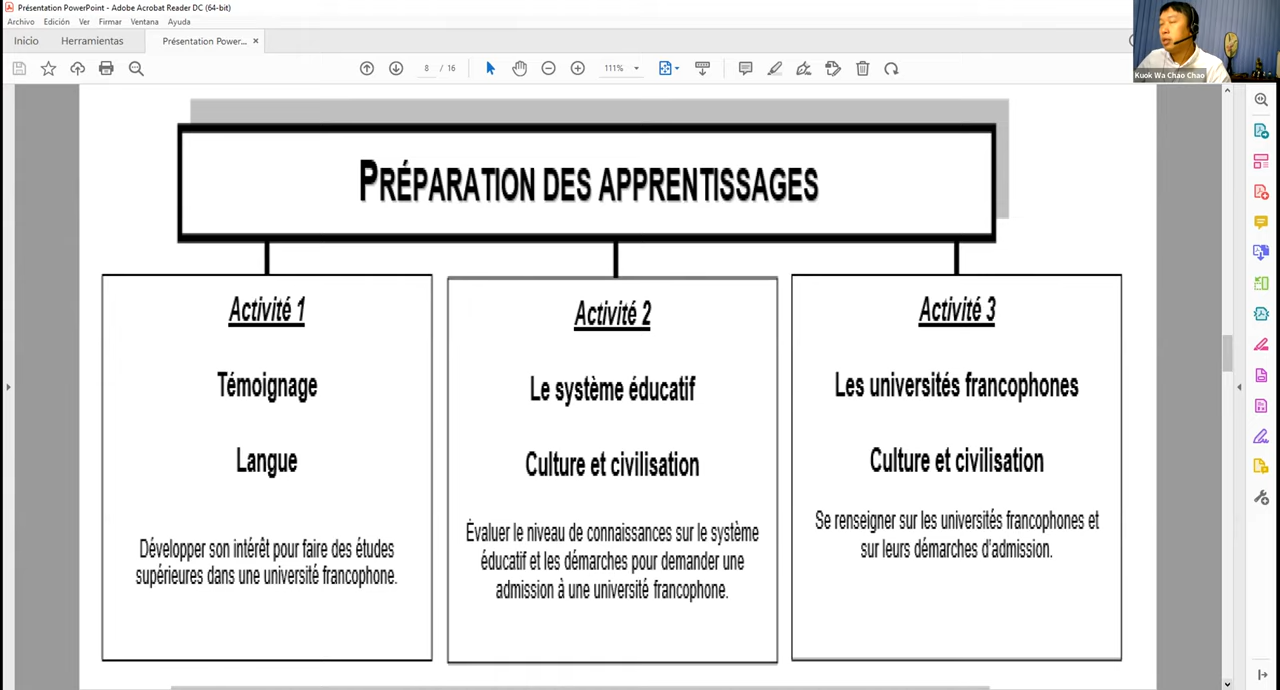 Présentation PowerPoint - Adobe Acrobat Reader DC (64-bit)
Archivo Edición Ver Firmar Ventana Ayuda
Inicio Herramientas Présentation Power... ×
8 / 16 111%
Kuok Wa Chao Chao
PRÉPARATION DES APPRENTISSAGES
Activité 1
Témoignage
Langue
Développer son intérêt pour faire des études
supérieures dans une université francophone.
Activité 2
Le système éducatif
Culture et civilisation
Évaluer le niveau de connaissances sur le système
éducatif et les démarches pour demander une
admission à une université francophone.
Activité 3
Les universités francophones
Culture et civilisation
Se renseigner sur les universités francophones et
sur leurs démarches d'admission.